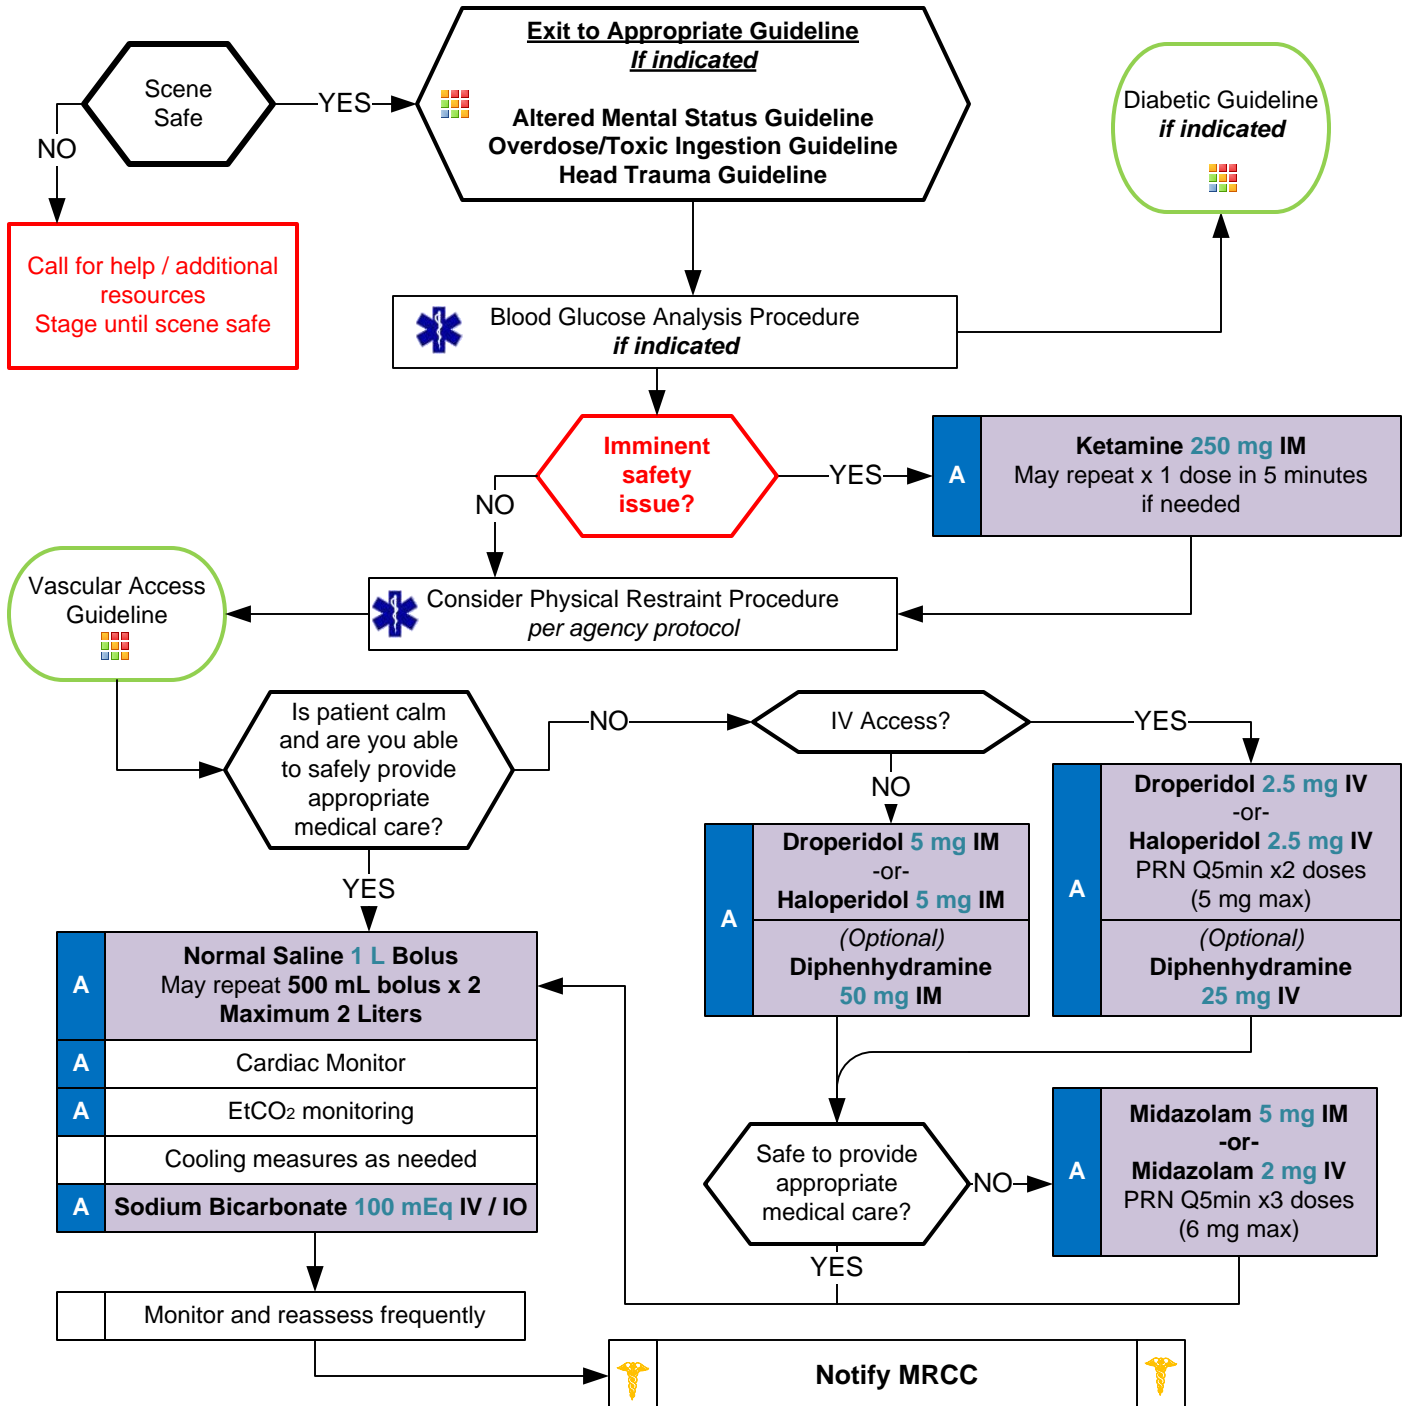 Exit to Appropriate Guideline
If indicated
Altered Mental Status Guideline
Overdose/Toxic Ingestion Guideline
Head Trauma Guideline
Scene
Safe
YES
NO
Diabetic Guideline
if indicated
Call for help / additional
resources
Stage until scene safe
Blood Glucose Analysis Procedure
if indicated
Imminent
safety
issue?
YES
NO
A
Ketamine 250 mg IM
May repeat x 1 dose in 5 minutes
if needed
Vascular Access
Guideline
Consider Physical Restraint Procedure
per agency protocol
Is patient calm
and are you able
to safely provide
appropriate
medical care?
NO
YES
IV Access?
YES
NO
A
Droperidol 5 mg IM
-or-
Haloperidol 5 mg IM
(Optional)
Diphenhydramine
50 mg IM
A
Droperidol 2.5 mg IV
-or-
Haloperidol 2.5 mg IV
PRN Q5min x2 doses
(5 mg max)
(Optional)
Diphenhydramine
25 mg IV
A
Normal Saline 1 L Bolus
May repeat 500 mL bolus x 2
Maximum 2 Liters
A
Cardiac Monitor
A
EtCO2 monitoring
Cooling measures as needed
A
Sodium Bicarbonate 100 mEq IV / IO
Safe to provide
appropriate
medical care?
NO
YES
A
Midazolam 5 mg IM
-or-
Midazolam 2 mg IV
PRN Q5min x3 doses
(6 mg max)
Monitor and reassess frequently
Notify MRCC